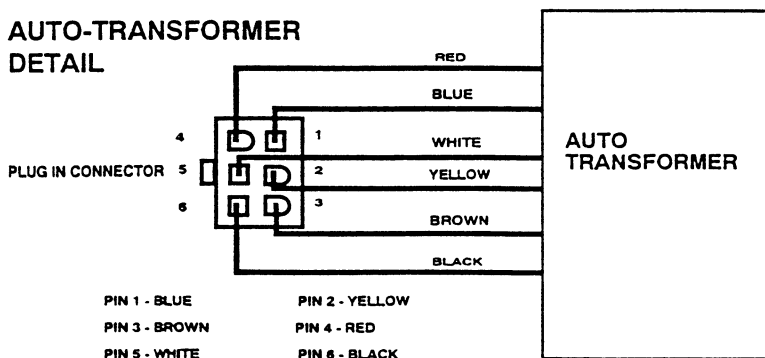 AUTO-TRANSFORMER
DETAIL
RED
BLUE
4
1
WHITE
AUTO
TRANSFORMER
PLUG IN CONNECTOR
5
2
YELLOW
6
3
BROWN
BLACK
PIN 1 - BLUE
PIN 2 - YELLOW
PIN 3 - BROWN
PIN 4 - RED
PIN 5 - WHITE
PIN 6 - BLACK